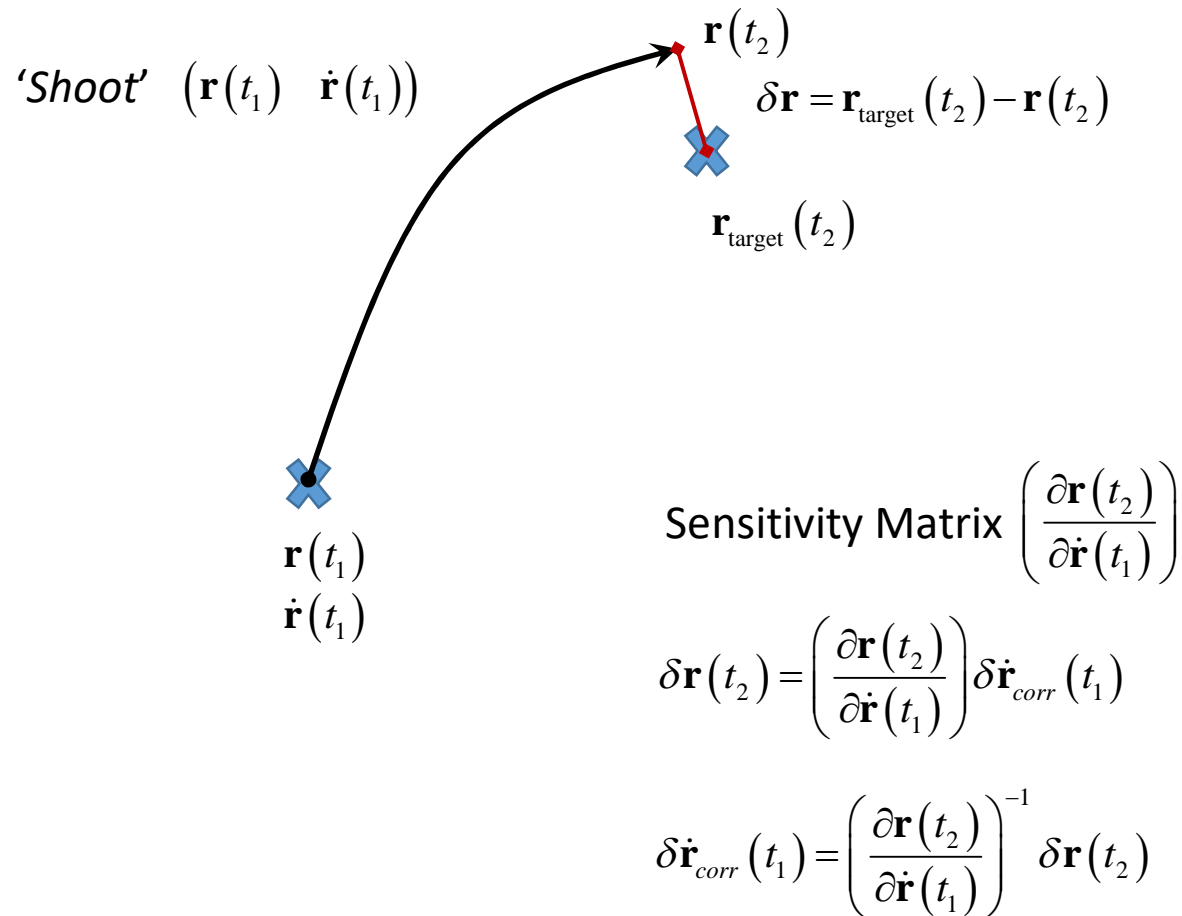 ‘Shoot’ (𝐫(t₁) 𝐫̇(t₁))
𝐫(t₂)
δ𝐫 = 𝐫_target(t₂) − 𝐫(t₂)
𝐫_target(t₂)
𝐫(t₁)
𝐫̇(t₁)
Sensitivity Matrix (∂𝐫(t₂) / ∂𝐫̇(t₁))
δ𝐫(t₂) = (∂𝐫(t₂) / ∂𝐫̇(t₁)) δ𝐫̇_corr(t₁)
δ𝐫̇_corr(t₁) = (∂𝐫(t₂) / ∂𝐫̇(t₁))⁻¹ δ𝐫(t₂)